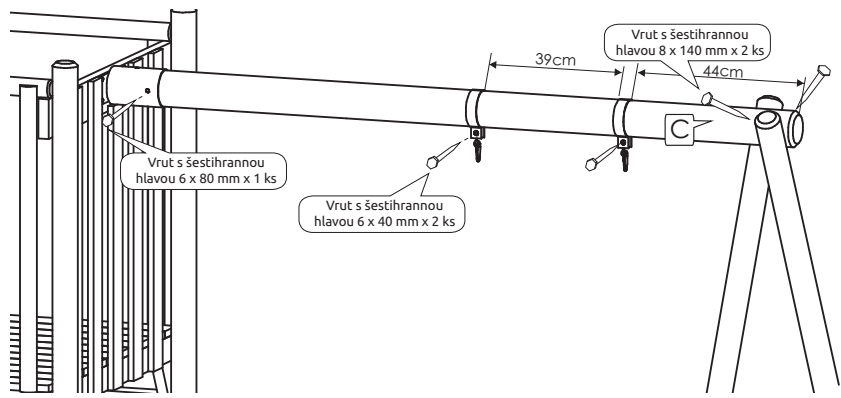 39cm
Vrut s šestihrannou
hlavou 8 x 140 mm x 2 ks
44cm
C
Vrut s šestihrannou
hlavou 6 x 80 mm x 1 ks
Vrut s šestihrannou
hlavou 6 x 40 mm x 2 ks